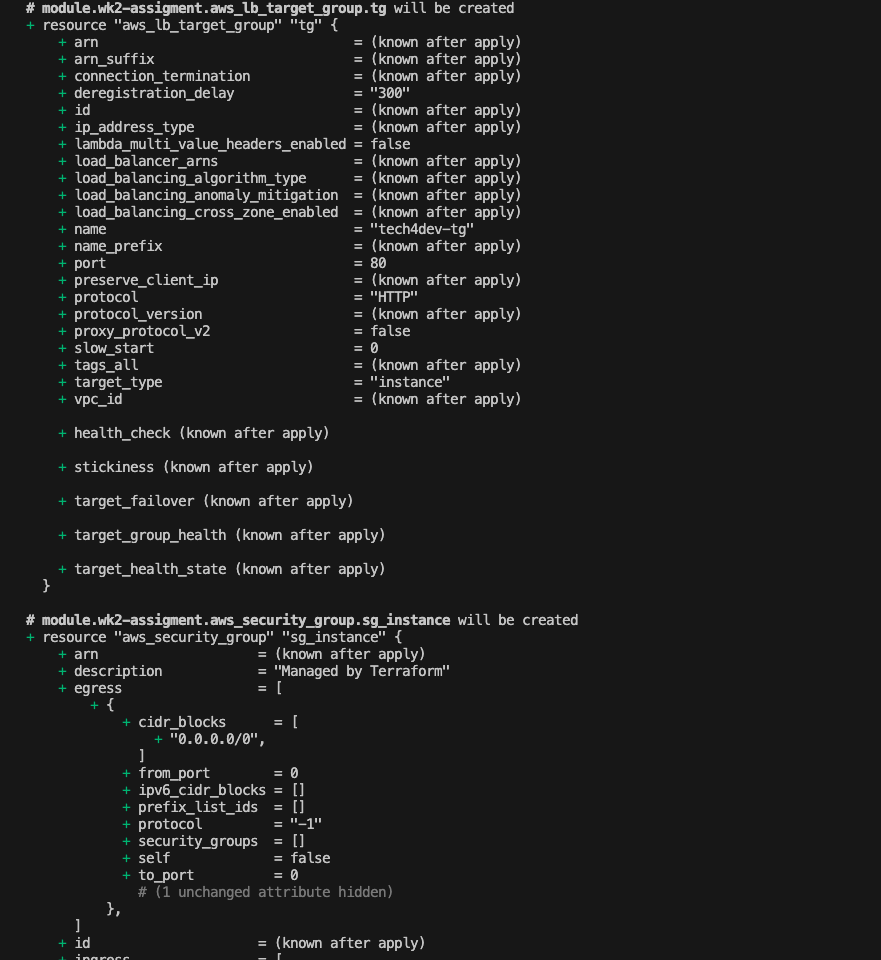 # module.wk2-assigment.aws_lb_target_group.tg will be created
+ resource "aws_lb_target_group" "tg" {
+ arn = (known after apply)
+ arn_suffix = (known after apply)
+ connection_termination = (known after apply)
+ deregistration_delay = "300"
+ id = (known after apply)
+ ip_address_type = (known after apply)
+ lambda_multi_value_headers_enabled = false
+ load_balancer_arns = (known after apply)
+ load_balancing_algorithm_type = (known after apply)
+ load_balancing_anomaly_mitigation = (known after apply)
+ load_balancing_cross_zone_enabled = (known after apply)
+ name = "tech4dev-tg"
+ name_prefix = (known after apply)
+ port = 80
+ preserve_client_ip = (known after apply)
+ protocol = "HTTP"
+ protocol_version = (known after apply)
+ proxy_protocol_v2 = false
+ slow_start = 0
+ tags_all = (known after apply)
+ target_type = "instance"
+ vpc_id = (known after apply)
+ health_check (known after apply)
+ stickiness (known after apply)
+ target_failover (known after apply)
+ target_group_health (known after apply)
+ target_health_state (known after apply)
}
# module.wk2-assigment.aws_security_group.sg_instance will be created
+ resource "aws_security_group" "sg_instance" {
+ arn = (known after apply)
+ description = "Managed by Terraform"
+ egress = [
+ {
+ cidr_blocks = [
+ "0.0.0.0/0",
]
+ from_port = 0
+ ipv6_cidr_blocks = []
+ prefix_list_ids = []
+ protocol = "-1"
+ security_groups = []
+ self = false
+ to_port = 0
# (1 unchanged attribute hidden)
},
]
+ id = (known after apply)
+ ingress = [